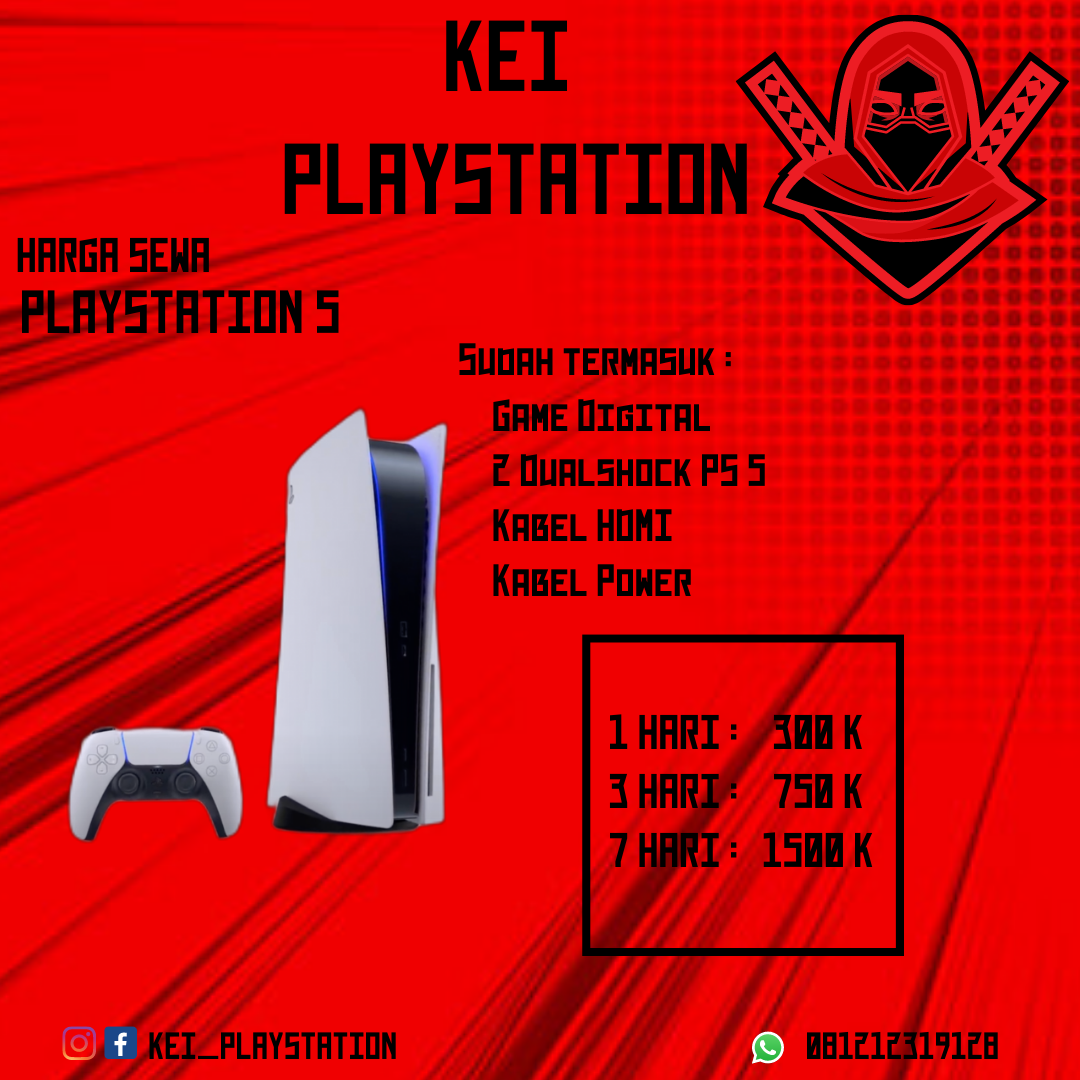 KEI
PLAYSTATION
HARGA SEWA
PLAYSTATION 5
SUDAH TERMASUK :
GAME DIGITAL
2 DUALSHOCK PS 5
KABEL HDMI
KABEL POWER
1 HARI : 300 K
3 HARI : 750 K
7 HARI : 1500 K
KEI_PLAYSTATION
081212319128